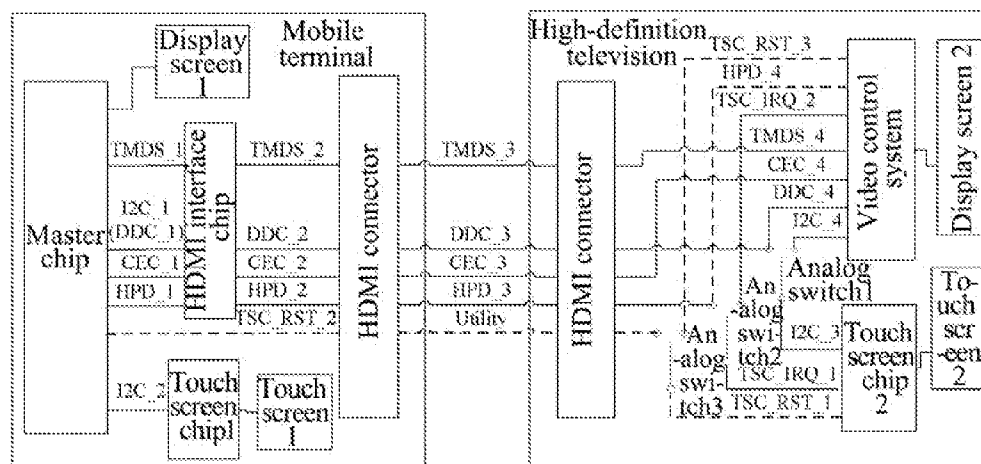 Display
screen
1
Mobile
terminal
Master
chip
HDMI interface
chip
HDMI connector
TMDS_1
I2C_1
(DDC_1)
CEC_1
HPD_1
TMDS_2
DDC_2
CEC_2
HPD_2
TSC_RST_2
I2C_2
Touch
screen
chip1
Touch
screen
1
TMDS_3
DDC_3
CEC_3
HPD_3
Utility
High-definition
television
HDMI connector
TSC_RST_3
HPD_4
TSC_IRQ_2
TMDS_4
CEC_4
DDC_4
I2C_4
Video control
system
Display screen 2
Analog
switch1
An
-alog
swi-
tch2
An
-alog
swi-
tch3
I2C_3
TSC_IRQ_1
TSC_RST_1
Touch
screen
chip
2
To-
uch
scr
-een
2